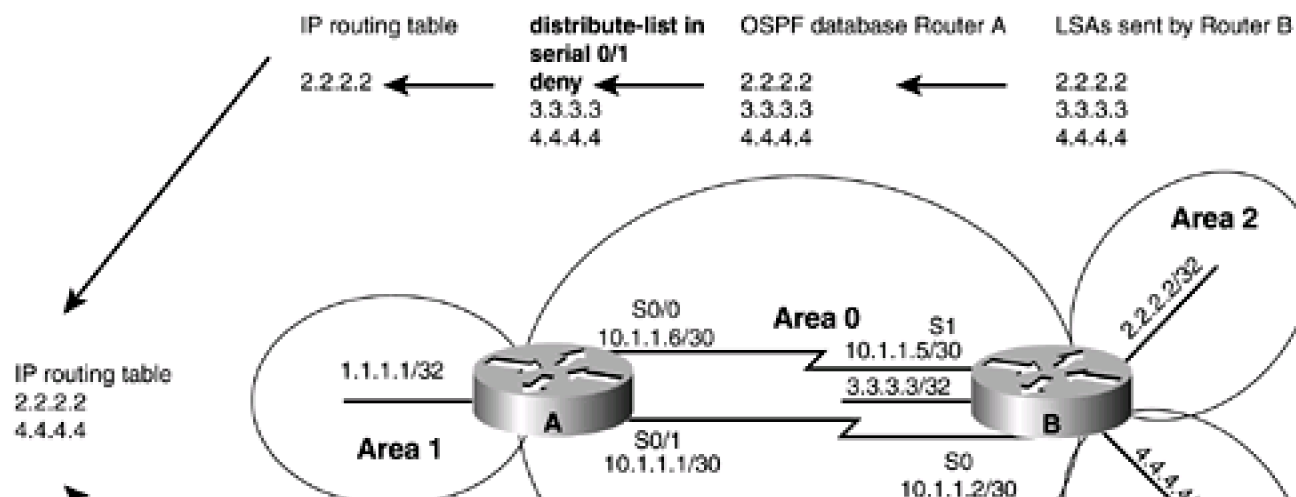 IP routing table
2.2.2.2
distribute-list in
serial 0/1
deny
3.3.3.3
4.4.4.4
OSPF database Router A
2.2.2.2
3.3.3.3
4.4.4.4
LSAs sent by Router B
2.2.2.2
3.3.3.3
4.4.4.4
Area 2
2.2.2.2/32
S0/0
10.1.1.6/30
Area 0
S1
10.1.1.5/30
3.3.3.3/32
1.1.1.1/32
A
B
Area 1
IP routing table
2.2.2.2
4.4.4.4
S0/1
10.1.1.1/30
S0
10.1.1.2/30
4.4.4.4